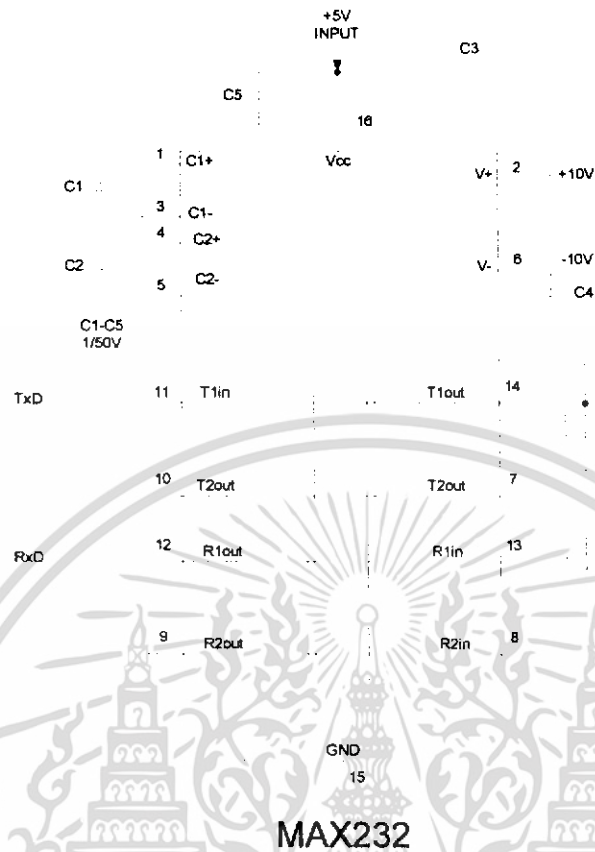 +5V
INPUT
C3
C5
16
1 C1+ Vcc V+ 2 +10V
C1
3 C1-
4 C2+
C2 V- 6 -10V
5 C2- C4
C1-C5
1/50V
TxD 11 T1in T1out 14
10 T2out T2out 7
RxD 12 R1out R1in 13
9 R2out R2in 8
GND
15
MAX232